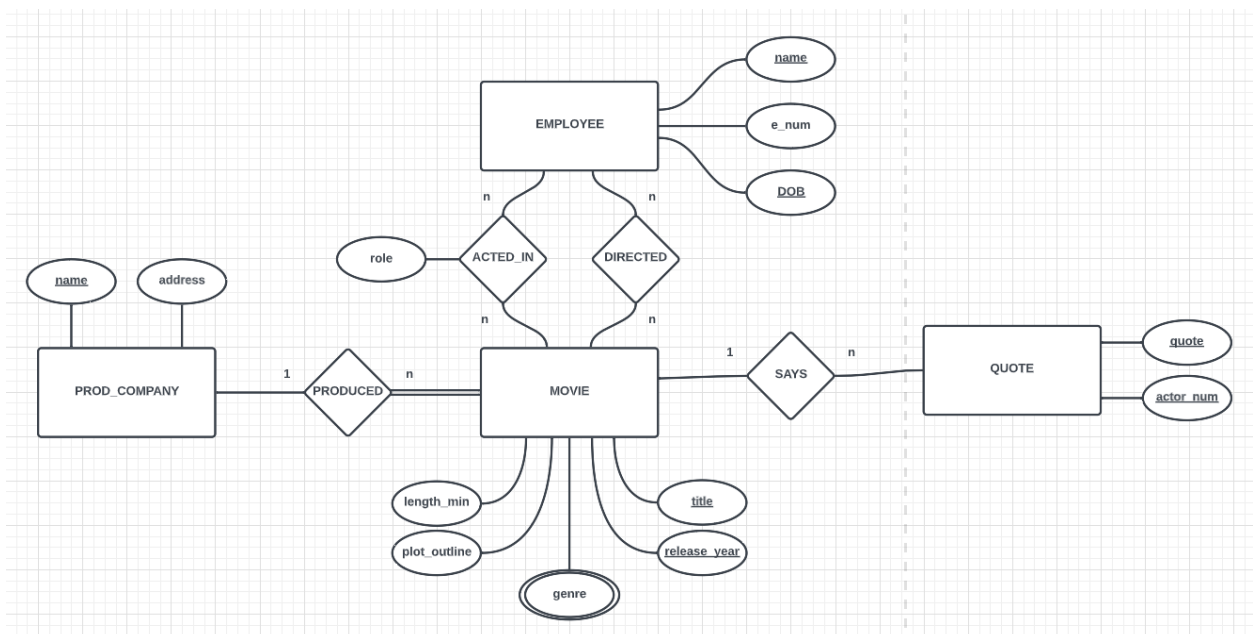 name
EMPLOYEE
e_num
DOB
n
n
role
ACTED_IN
DIRECTED
name
address
n
n
1
n
PROD_COMPANY
PRODUCED
MOVIE
1
n
SAYS
QUOTE
quote
actor_num
length_min
title
plot_outline
release_year
genre